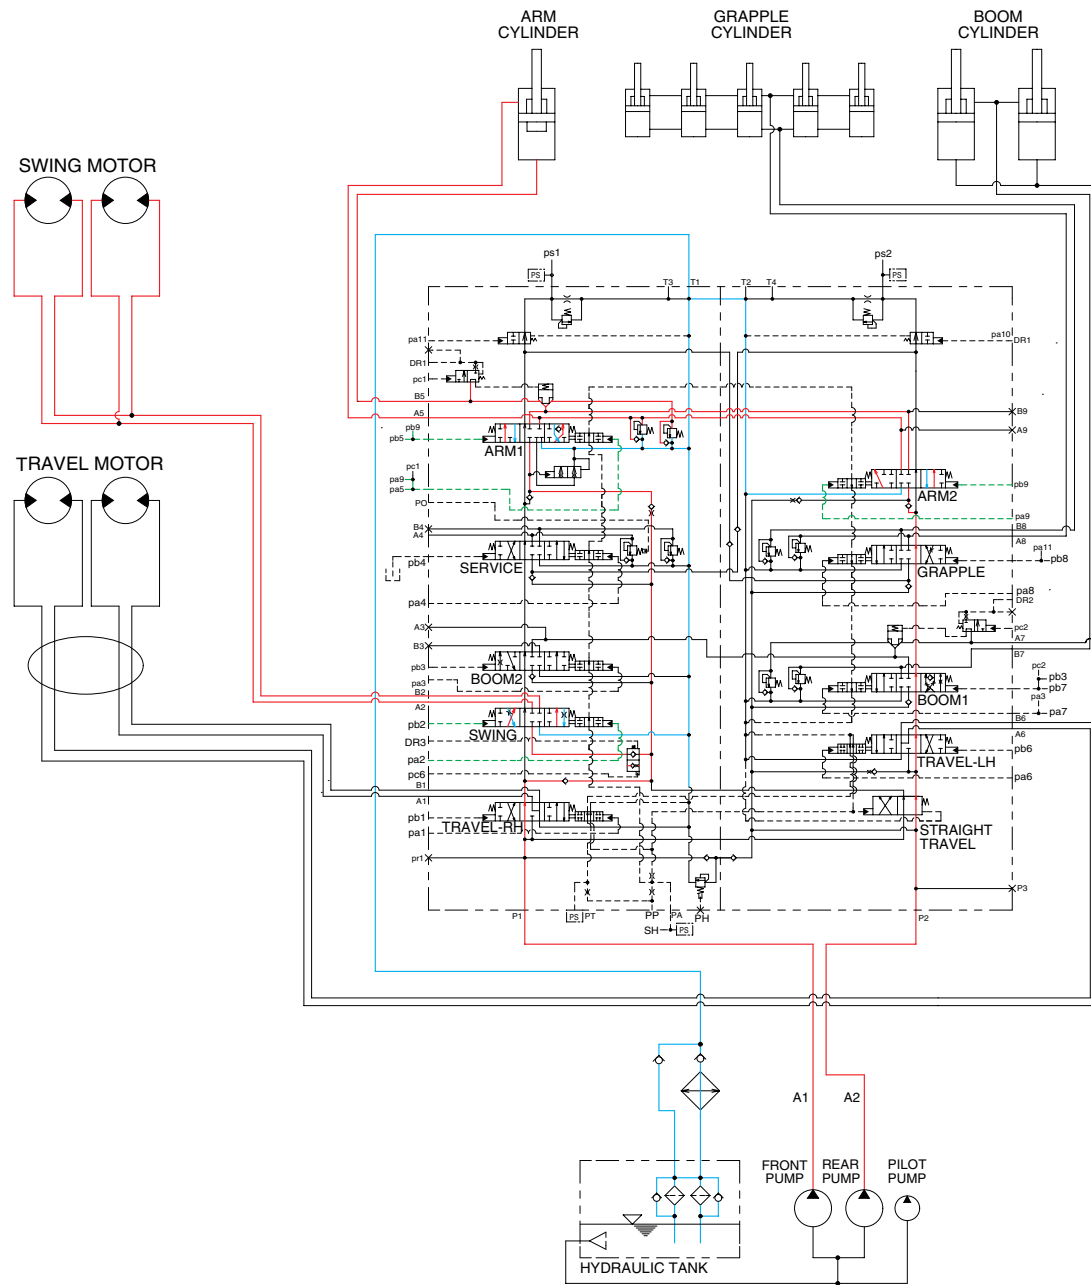 ARM
CYLINDER
GRAPPLE
CYLINDER
BOOM
CYLINDER
SWING MOTOR
TRAVEL MOTOR
ps1
PS
ps2
PS
T3
T1
T2
T4
pa11
DR1
pc1
B5
A5
pb9
pb5
ARM1
pc1
pa9
pa5
PO
B4
A4
SERVICE
pb4
pa4
A3
B3
pb3
BOOM2
pa3
B2
A2
pb2
SWING
DR3
pa2
pc6
B1
A1
pb1
TRAVEL-RH
pa1
pr1
pa10
DR1
B9
A9
ARM2
pb9
pa9
B8
A8
pa11
pb8
GRAPPLE
pa8
DR2
pc2
A7
B7
pc2
pb3
pb7
BOOM1
pa3
pa7
B6
A6
TRAVEL-LH
pb6
pa6
STRAIGHT
TRAVEL
P3
P1
PS
PT
PP
PA
PH
SH
PS
P2
A1
A2
FRONT
PUMP
REAR
PUMP
PILOT
PUMP
HYDRAULIC TANK